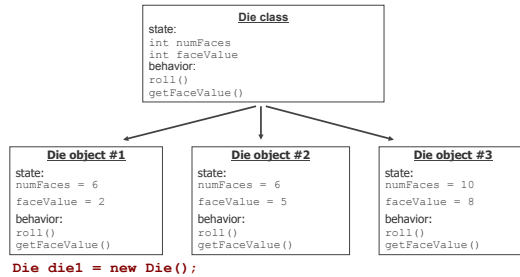 Die class
state:
int numFaces
int faceValue
behavior:
roll()
getFaceValue()
Die object #1
state:
numFaces = 6
faceValue = 2
behavior:
roll()
getFaceValue()
Die object #2
state:
numFaces = 6
faceValue = 5
behavior:
roll()
getFaceValue()
Die object #3
state:
numFaces = 10
faceValue = 8
behavior:
roll()
getFaceValue()
Die die1 = new Die();